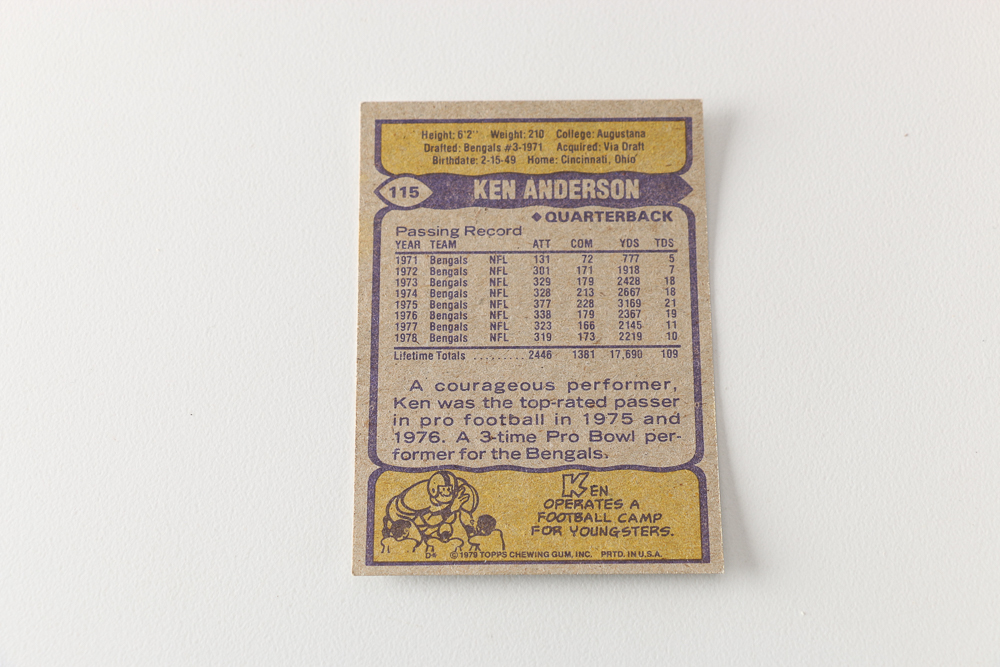 Height: 6'2" Weight: 210 College: Augustana
Drafted: Bengals #3-1971 Acquired: Via Draft
Birthdate: 2-15-49 Home: Cincinnati, Ohio
115 KEN ANDERSON
◆ QUARTERBACK
Passing Record
YEAR TEAM ATT COM YDS TDS
1971 Bengals NFL 131 72 777 5
1972 Bengals NFL 301 171 1918 7
1973 Bengals NFL 329 179 2428 18
1974 Bengals NFL 328 213 2667 18
1975 Bengals NFL 377 228 3169 21
1976 Bengals NFL 338 179 2367 19
1977 Bengals NFL 323 166 2145 11
1978 Bengals NFL 319 173 2219 10
Lifetime Totals .......... 2446 1381 17,690 109
A courageous performer,
Ken was the top-rated passer
in pro football in 1975 and
1976. A 3-time Pro Bowl per-
former for the Bengals.
KEN
OPERATES A
FOOTBALL CAMP
FOR YOUNGSTERS.
D* © 1979 TOPPS CHEWING GUM, INC. PRTD. IN U.S.A.